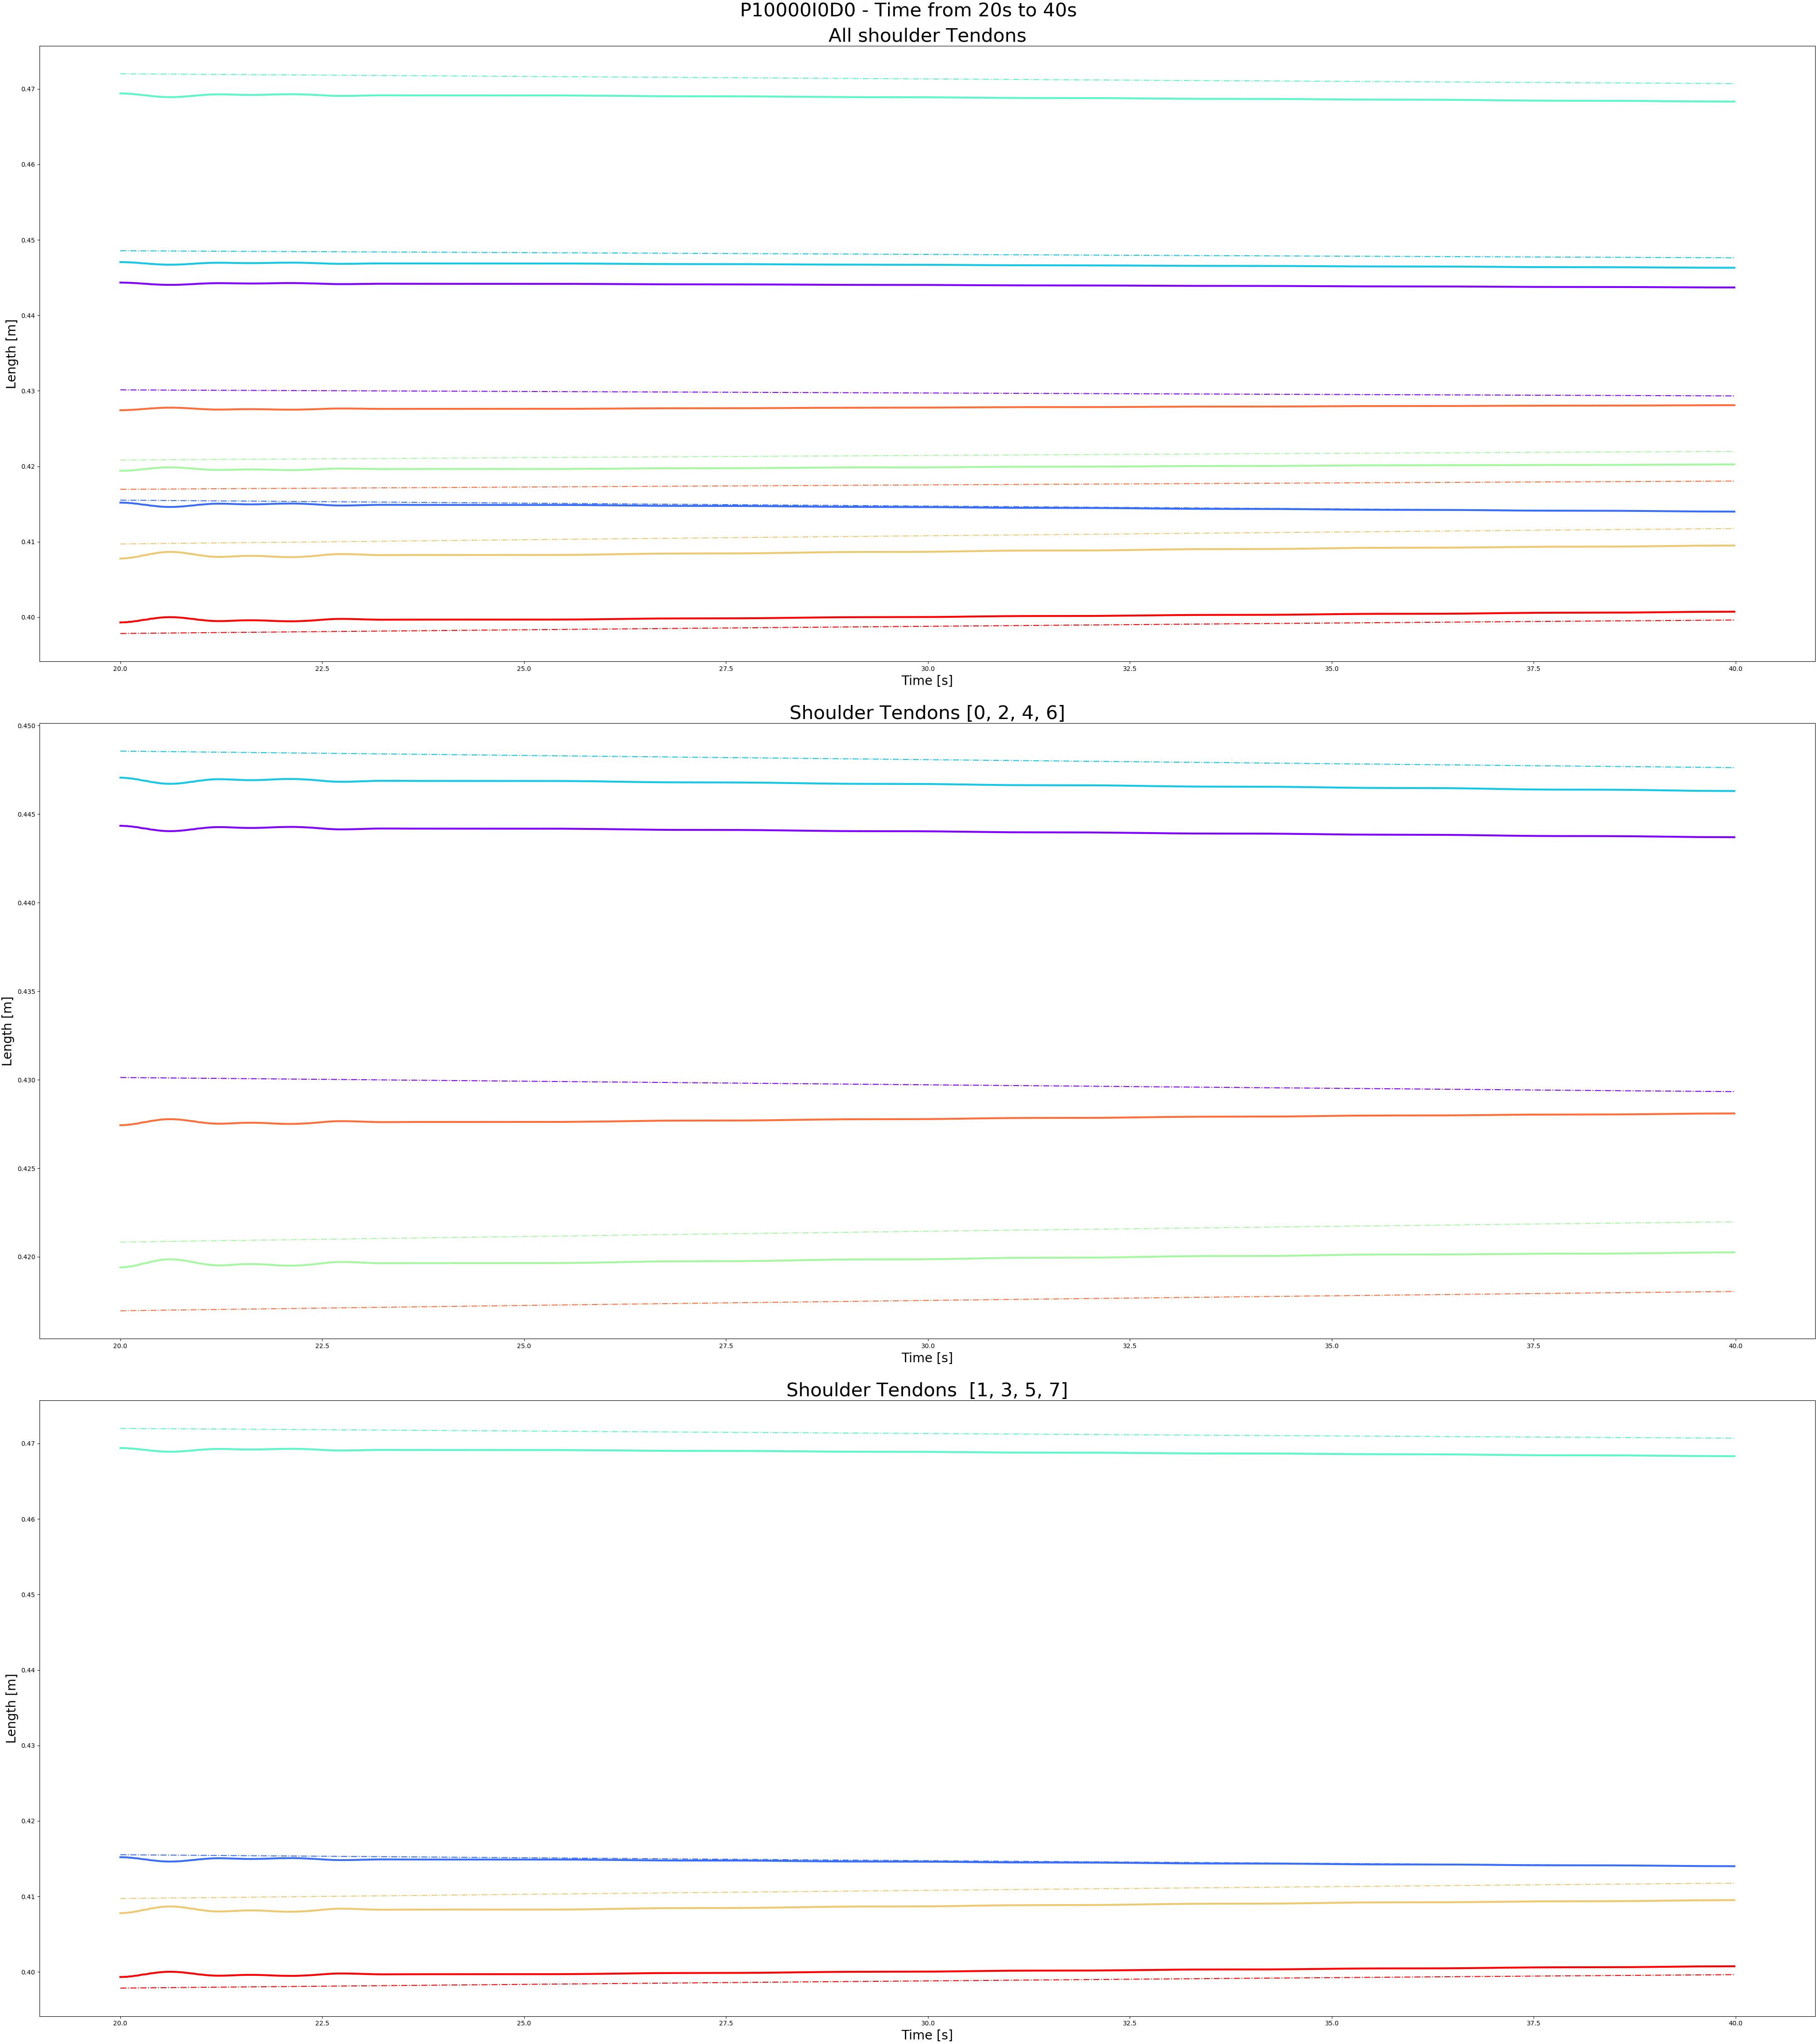 P10000I0D0 - Time from 20s to 40s
All shoulder Tendons
0.47
0.46
0.45
0.44
0.43
0.42
0.41
0.40
Length [m]
20.0 22.5 25.0 27.5 30.0 32.5 35.0 37.5 40.0
Time [s]
Shoulder Tendons [0, 2, 4, 6]
0.450
0.445
0.440
0.435
0.430
0.425
0.420
Length [m]
20.0 22.5 25.0 27.5 30.0 32.5 35.0 37.5 40.0
Time [s]
Shoulder Tendons  [1, 3, 5, 7]
0.47
0.46
0.45
0.44
0.43
0.42
0.41
0.40
Length [m]
20.0 22.5 25.0 27.5 30.0 32.5 35.0 37.5 40.0
Time [s]